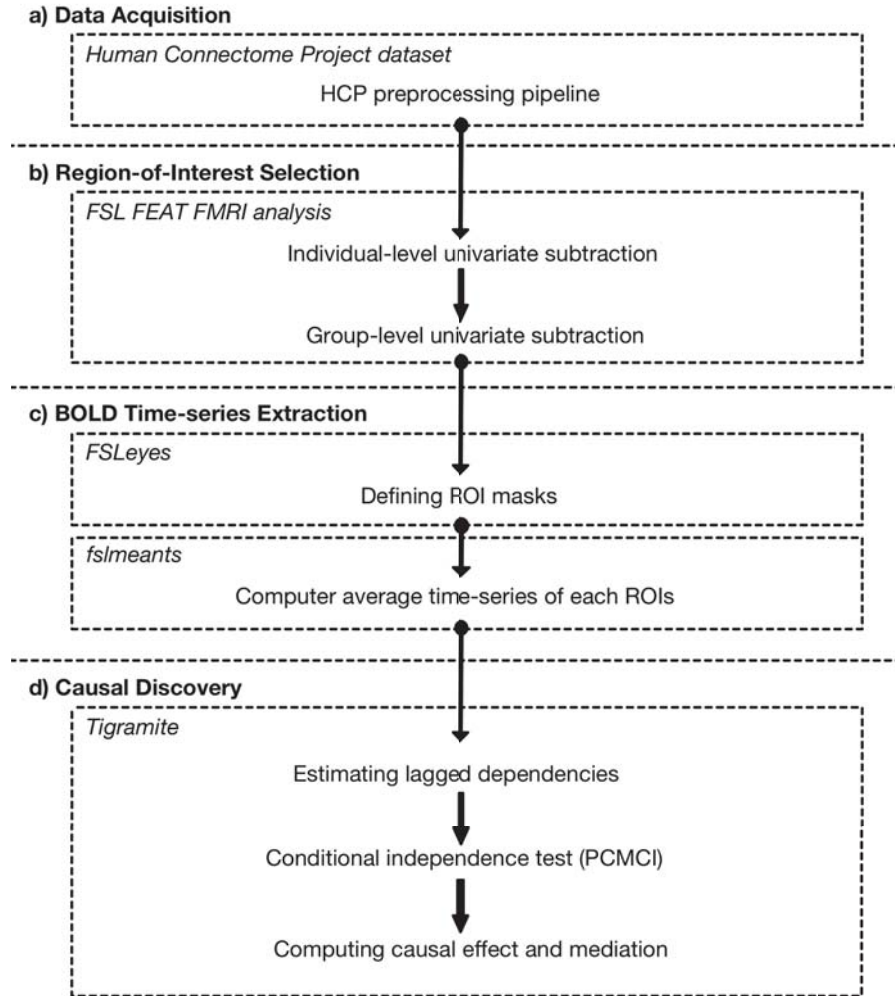 a) Data Acquisition
Human Connectome Project dataset
HCP preprocessing pipeline
b) Region-of-Interest Selection
FSL FEAT FMRI analysis
Individual-level univariate subtraction
Group-level univariate subtraction
c) BOLD Time-series Extraction
FSLeyes
Defining ROI masks
fslmeants
Computer average time-series of each ROIs
d) Causal Discovery
Tigramite
Estimating lagged dependencies
Conditional independence test (PCMCI)
Computing causal effect and mediation